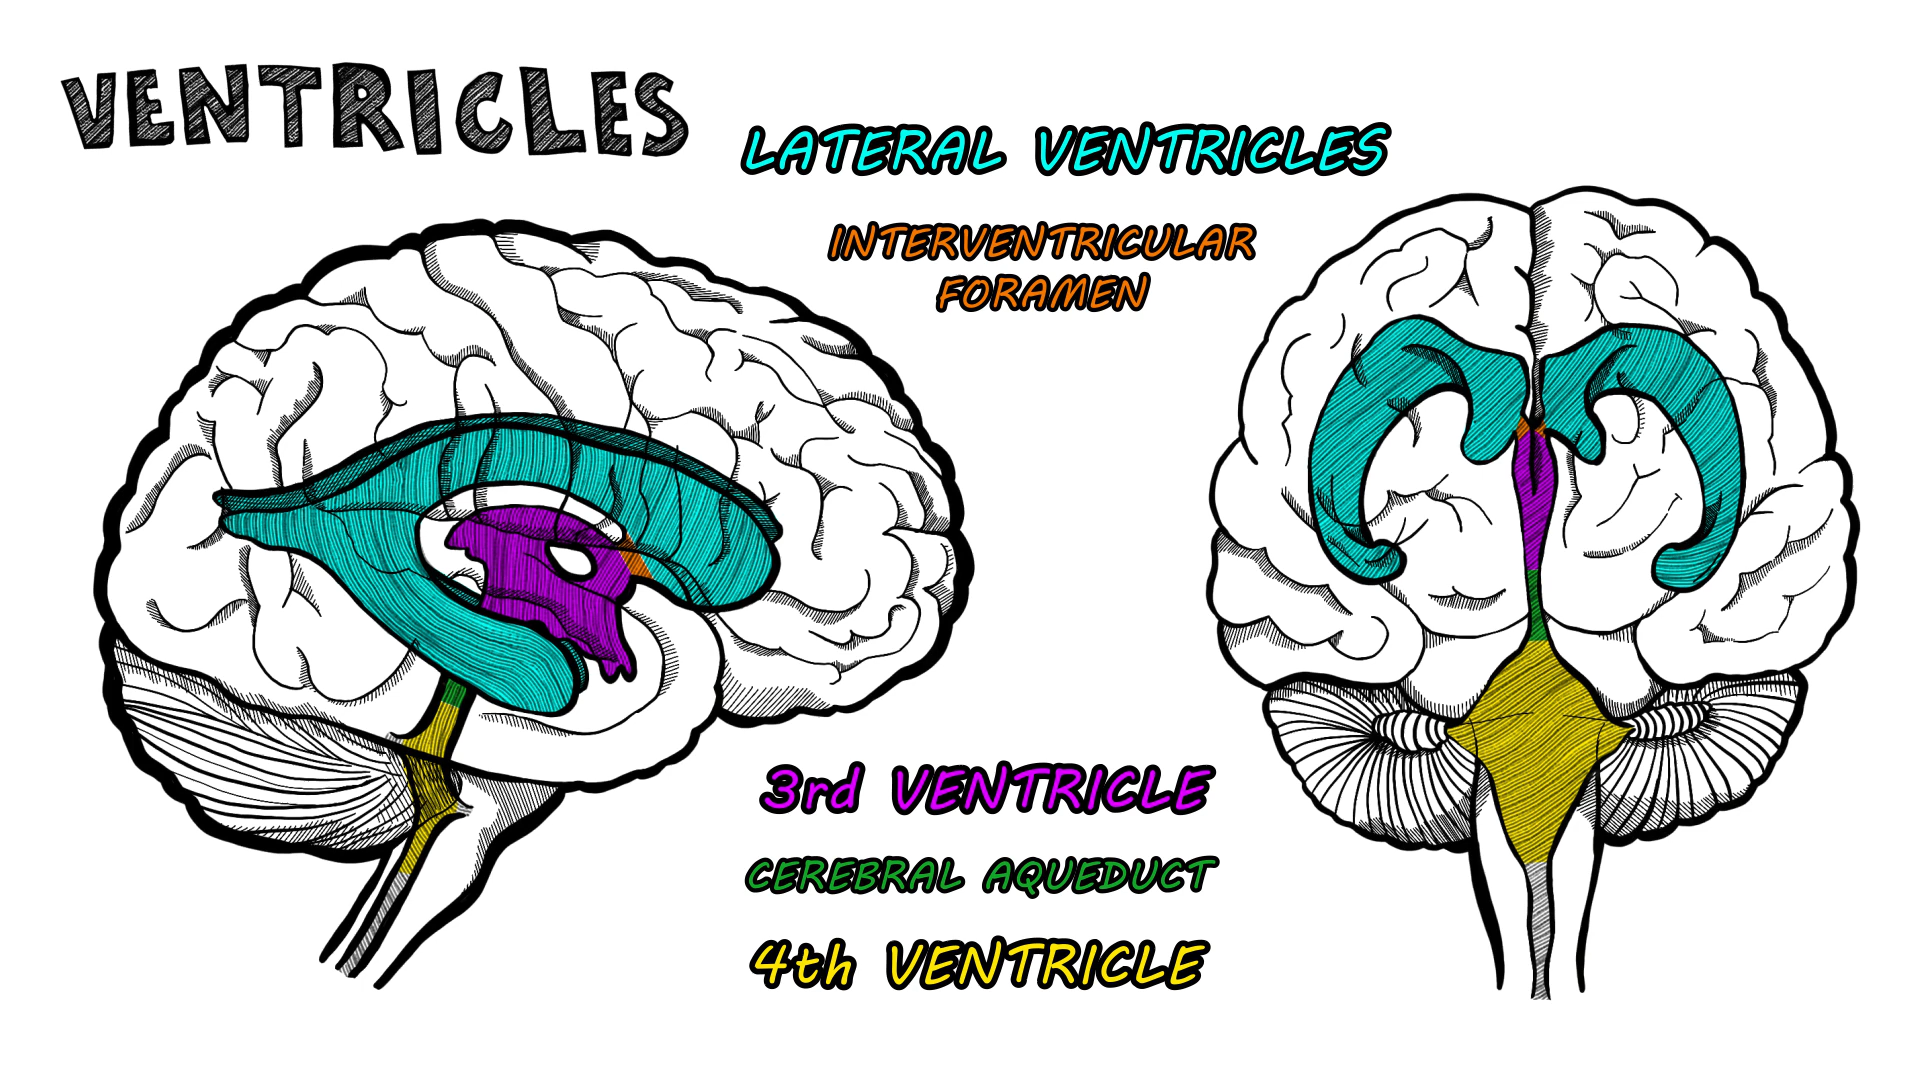 VENTRICLES
LATERAL VENTRICLES
INTERVENTRICULAR
FORAMEN
3rd VENTRICLE
CEREBRAL AQUEDUCT
4th VENTRICLE